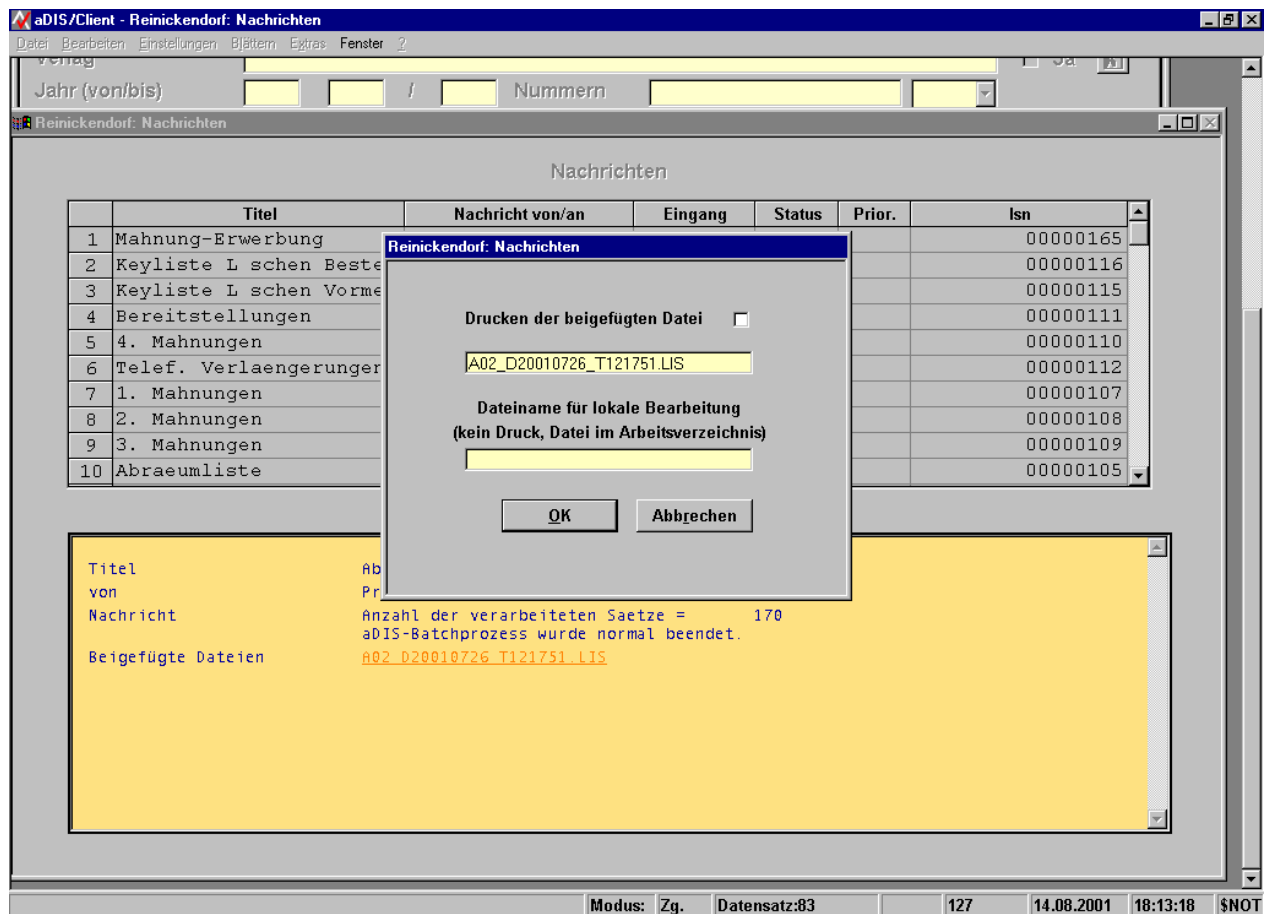 aDIS/Client - Reinickendorf: Nachrichten
Datei Bearbeiten Einstellungen Blättern Extras Fenster ?
Verlag Ja
Jahr (von/bis) / Nummern
Reinickendorf: Nachrichten
Nachrichten
Titel Nachricht von/an Eingang Status Prior. Isn
1 Mahnung-Erwerbung 00000165
2 Keyliste L schen Beste 00000116
3 Keyliste L schen Vorme 00000115
4 Bereitstellungen 00000111
5 4. Mahnungen 00000110
6 Telef. Verlaengerunger 00000112
7 1. Mahnungen 00000107
8 2. Mahnungen 00000108
9 3. Mahnungen 00000109
10 Abraeumliste 00000105
Reinickendorf: Nachrichten
Drucken der beigefügten Datei
A02_D20010726_T121751.LIS
Dateiname für lokale Bearbeitung
(kein Druck, Datei im Arbeitsverzeichnis)
OK Abbrechen
Titel Ab
von Pr
Nachricht Anzahl der verarbeiteten Saetze = 170
aDIS-Batchprozess wurde normal beendet.
Beigefügte Dateien A02_D20010726_T121751.LIS
Modus: Zg. Datensatz:83 127 14.08.2001 18:13:18 $NOT